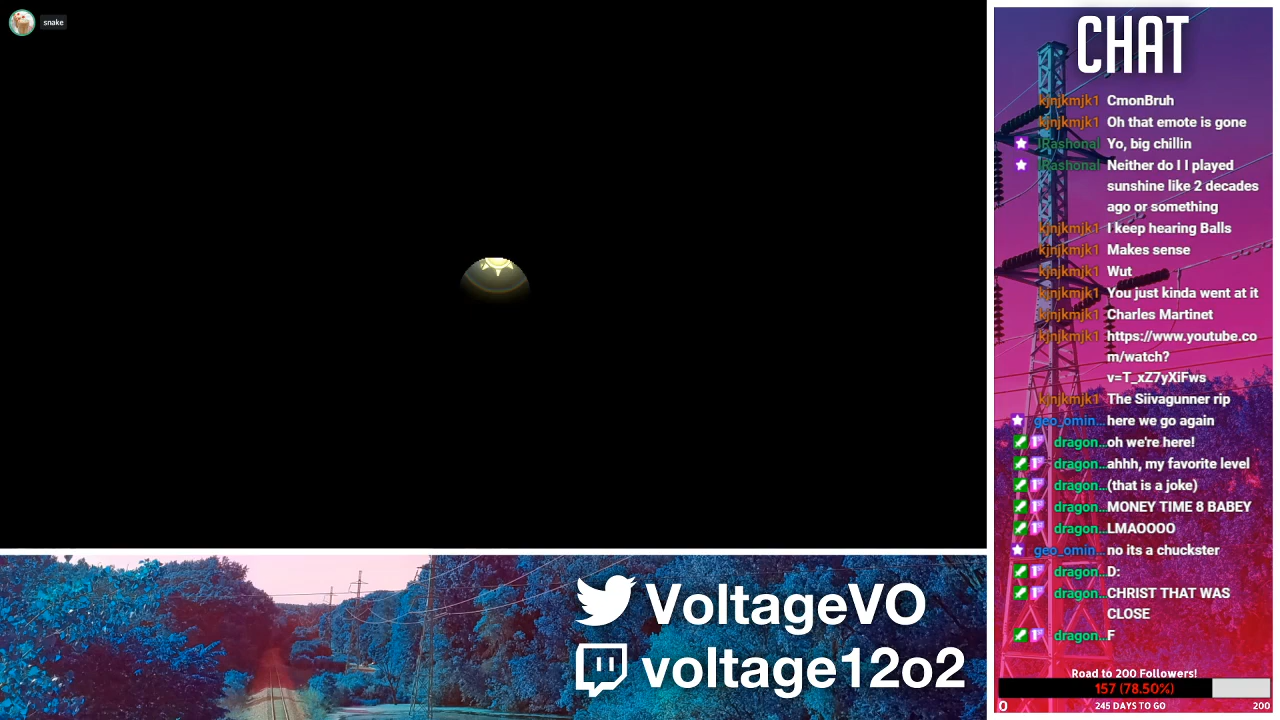 snake
CHAT
kjnjkmjk1 CmonBruh
kjnjkmjk1 Oh that emote is gone
IRashonal Yo, big chillin
IRashonal Neither do I I played
sunshine like 2 decades
ago or something
kjnjkmjk1 I keep hearing Balls
kjnjkmjk1 Makes sense
kjnjkmjk1 Wut
kjnjkmjk1 You just kinda went at it
kjnjkmjk1 Charles Martinet
kjnjkmjk1 https://www.youtube.co
m/watch?
v=T_xZ7yXiFws
kjnjkmjk1 The Siivagunner rip
geo_omin... here we go again
dragon... oh we're here!
dragon... ahhh, my favorite level
dragon... (that is a joke)
dragon... MONEY TIME 8 BABEY
dragon... LMAOOOO
geo_omin... no its a chuckster
dragon... D:
dragon... CHRIST THAT WAS
CLOSE
dragon... F
Road to 200 Followers!
157 (78.50%)
0 245 DAYS TO GO 200
VoltageVO
voltage12o2